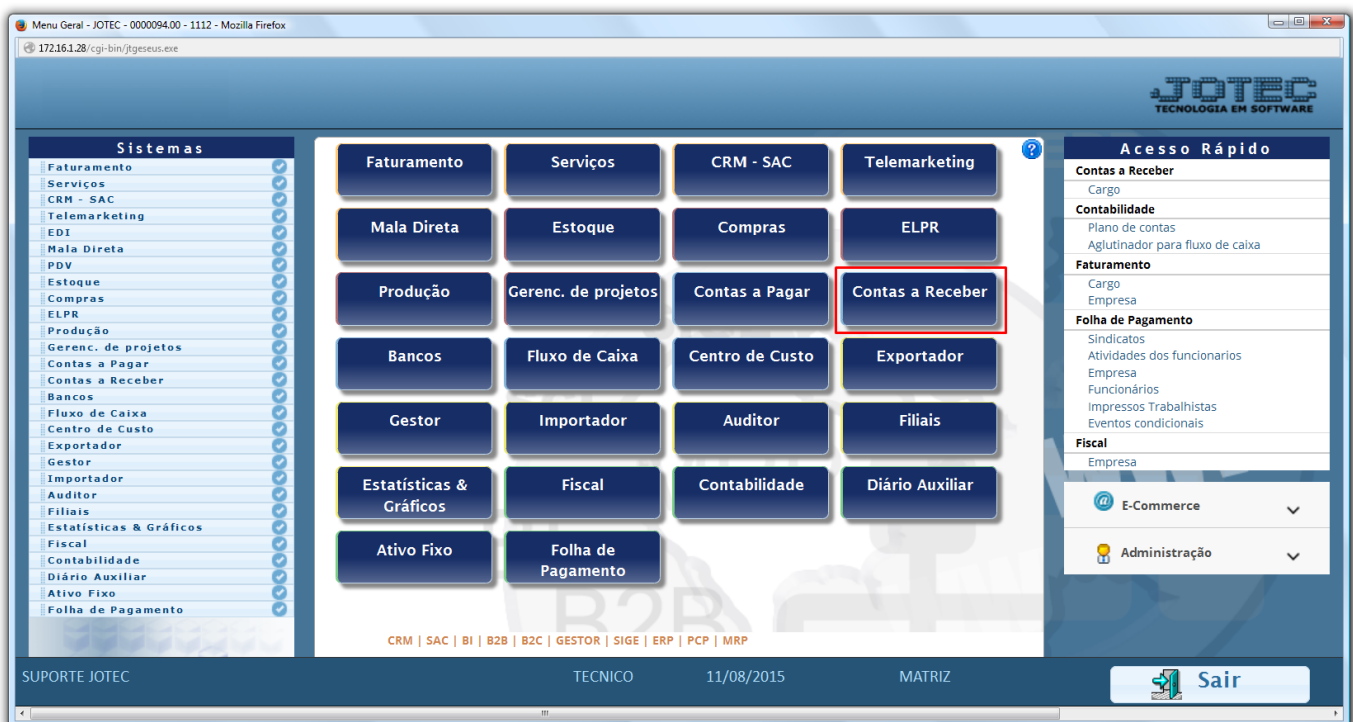 Menu Geral - JOTEC - 0000094.00 - 1112 - Mozilla Firefox
172.16.1.28/cgi-bin/jtgeseus.exe
JOTEC
TECNOLOGIA EM SOFTWARE
Sistemas
Faturamento
Serviços
CRM - SAC
Telemarketing
EDI
Mala Direta
PDV
Estoque
Compras
ELPR
Produção
Gerenc. de projetos
Contas a Pagar
Contas a Receber
Bancos
Fluxo de Caixa
Centro de Custo
Exportador
Gestor
Importador
Auditor
Filiais
Estatísticas & Gráficos
Fiscal
Contabilidade
Diário Auxiliar
Ativo Fixo
Folha de Pagamento
Faturamento
Serviços
CRM - SAC
Telemarketing
Mala Direta
Estoque
Compras
ELPR
Produção
Gerenc. de projetos
Contas a Pagar
Contas a Receber
Bancos
Fluxo de Caixa
Centro de Custo
Exportador
Gestor
Importador
Auditor
Filiais
Estatísticas &
Gráficos
Fiscal
Contabilidade
Diário Auxiliar
Ativo Fixo
Folha de
Pagamento
B2B
CRM | SAC | BI | B2B | B2C | GESTOR | SIGE | ERP | PCP | MRP
Acesso Rápido
Contas a Receber
Cargo
Contabilidade
Plano de contas
Aglutinador para fluxo de caixa
Faturamento
Cargo
Empresa
Folha de Pagamento
Sindicatos
Atividades dos funcionarios
Empresa
Funcionários
Impressos Trabalhistas
Eventos condicionais
Fiscal
Empresa
E-Commerce
Administração
SUPORTE JOTEC
TECNICO
11/08/2015
MATRIZ
Sair